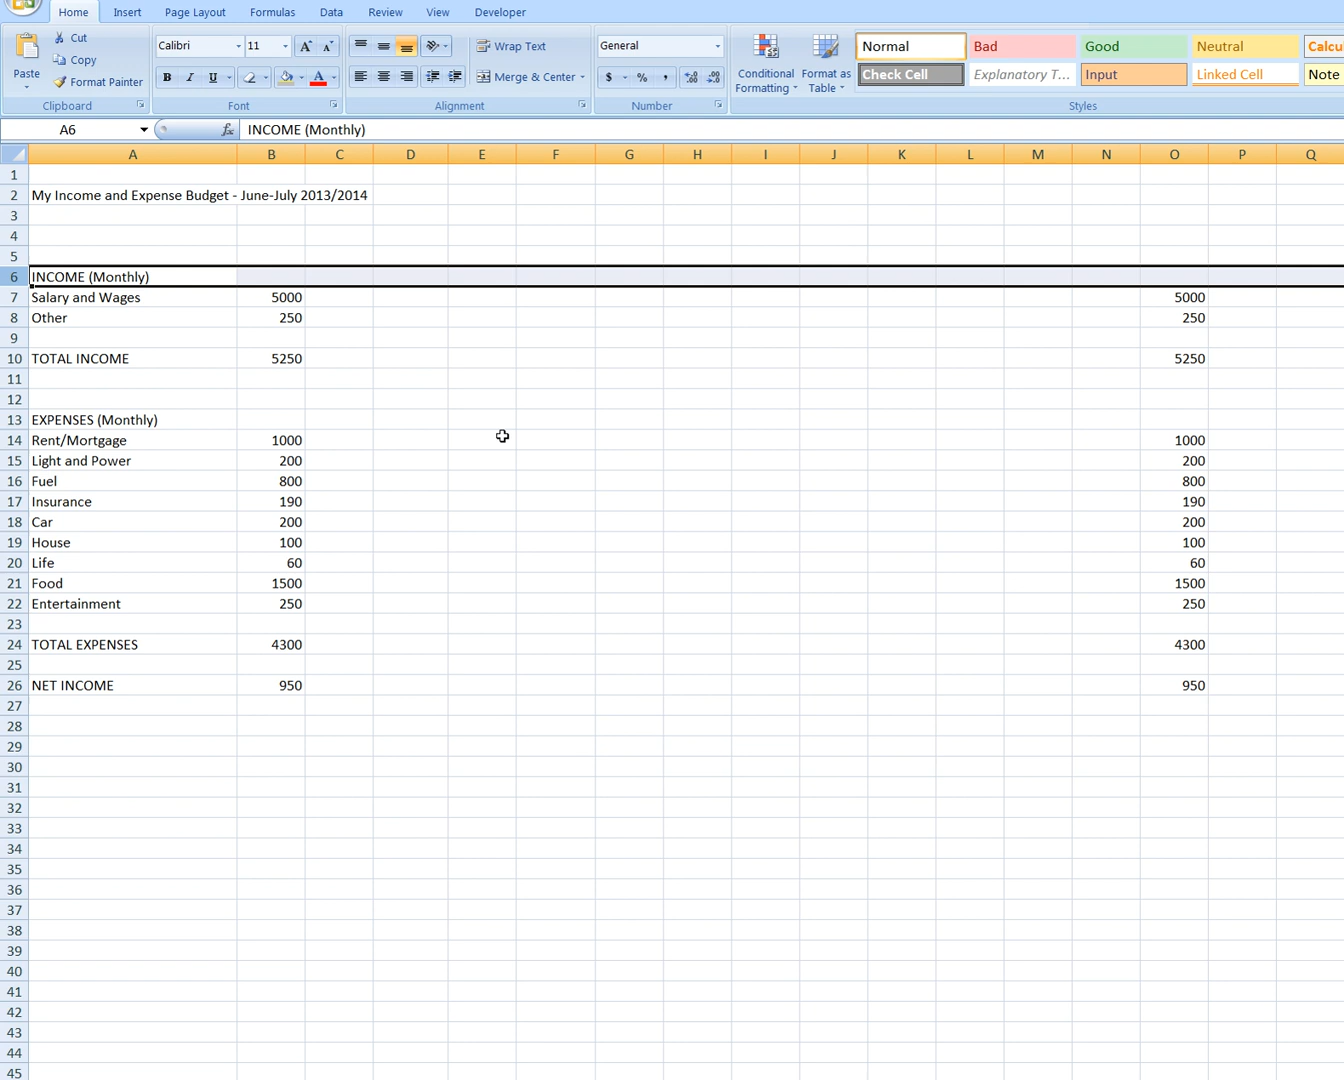 Home Insert Page Layout Formulas Data Review View Developer
Paste Cut Copy Format Painter
Clipboard
Calibri 11 A A
B I U A
Font
Wrap Text
Merge & Center
Alignment
General
$ % , .00 .0
Number
Conditional Formatting
Format as Table
Normal Bad Good Neutral
Check Cell Explanatory T... Input Linked Cell Note
Styles
A6 fx INCOME (Monthly)
A B C D E F G H I J K L M N O P Q
1
2 My Income and Expense Budget - June-July 2013/2014
3
4
5
6 INCOME (Monthly)
7 Salary and Wages 5000 5000
8 Other 250 250
9
10 TOTAL INCOME 5250 5250
11
12
13 EXPENSES (Monthly)
14 Rent/Mortgage 1000 1000
15 Light and Power 200 200
16 Fuel 800 800
17 Insurance 190 190
18 Car 200 200
19 House 100 100
20 Life 60 60
21 Food 1500 1500
22 Entertainment 250 250
23
24 TOTAL EXPENSES 4300 4300
25
26 NET INCOME 950 950
27
28
29
30
31
32
33
34
35
36
37
38
39
40
41
42
43
44
45